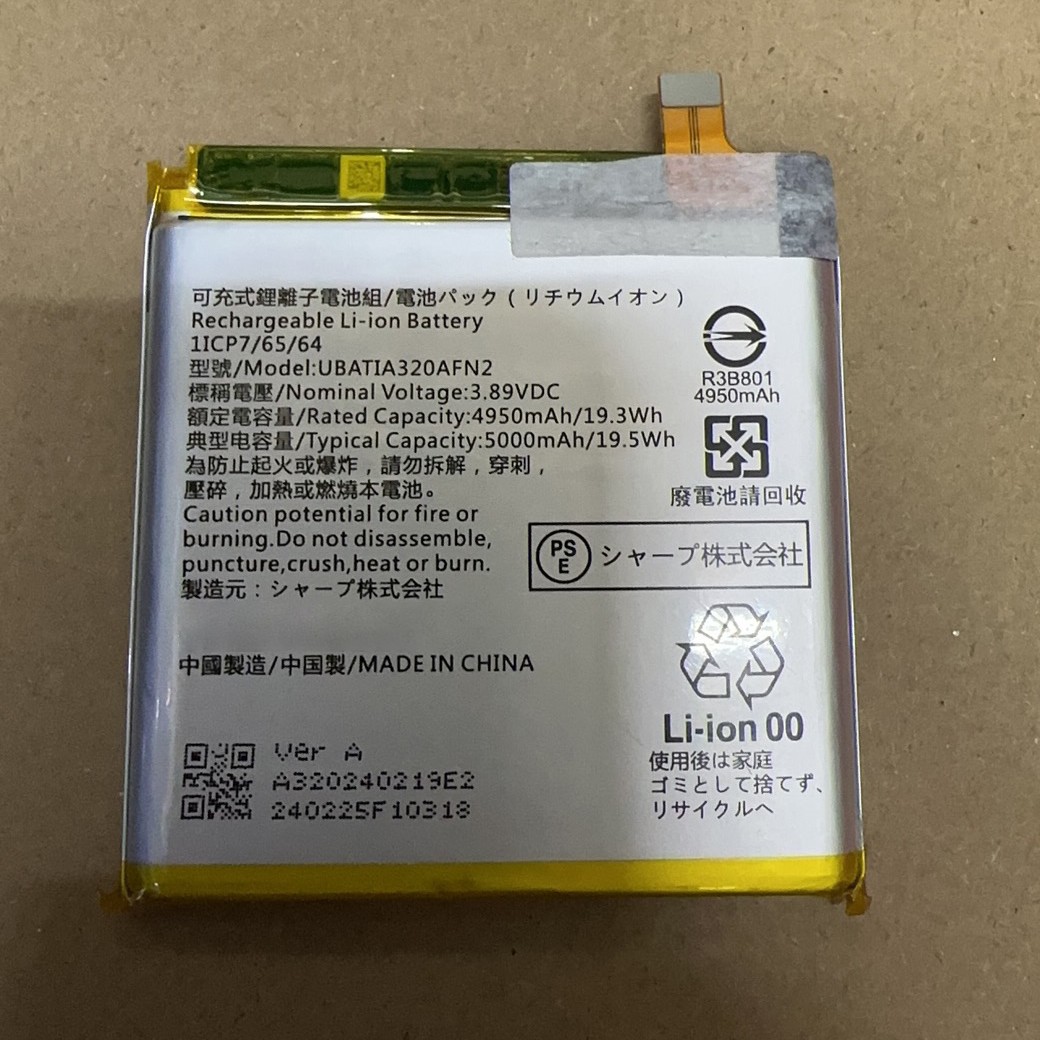 可充式鋰離子電池組/電池パック（リチウムイオン）
Rechargeable Li-ion Battery
1ICP7/65/64
型號/Model:UBATIA320AFN2
標稱電壓/Nominal Voltage:3.89VDC
額定電容量/Rated Capacity:4950mAh/19.3Wh
典型电容量/Typical Capacity:5000mAh/19.5Wh
為防止起火或爆炸，請勿拆解，穿刺，
壓碎，加熱或燃燒本電池。
Caution potential for fire or
burning.Do not disassemble,
puncture,crush,heat or burn.
製造元：シャープ株式会社
中國製造/中国製/MADE IN CHINA
Ver A
A320240219E2
240225F10318
R3B801
4950mAh
廢電池請回收
PS
E
シャープ株式会社
Li-ion 00
使用後は家庭
ゴミとして捨てず、
リサイクルへ